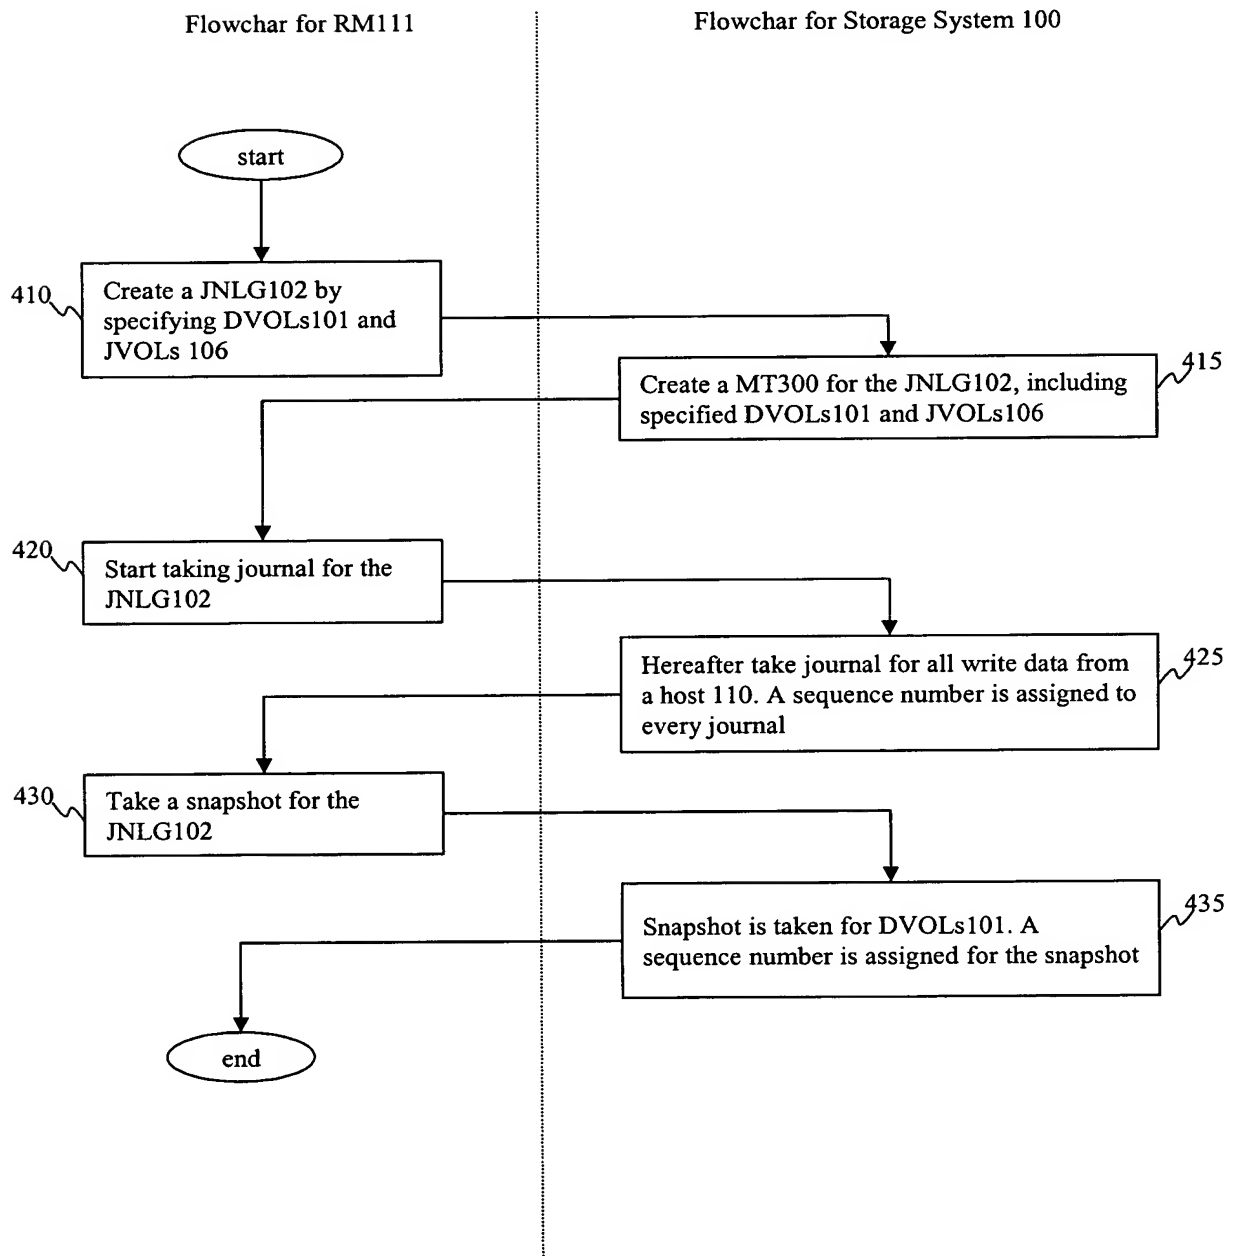 Flowchar for RM111
Flowchar for Storage System 100
start
410
Create a JNLG102 by
specifying DVOLs101 and
JVOLs 106
415
Create a MT300 for the JNLG102, including
specified DVOLs101 and JVOLs106
420
Start taking journal for the
JNLG102
425
Hereafter take journal for all write data from
a host 110. A sequence number is assigned to
every journal
430
Take a snapshot for the
JNLG102
435
Snapshot is taken for DVOLs101. A
sequence number is assigned for the snapshot
end